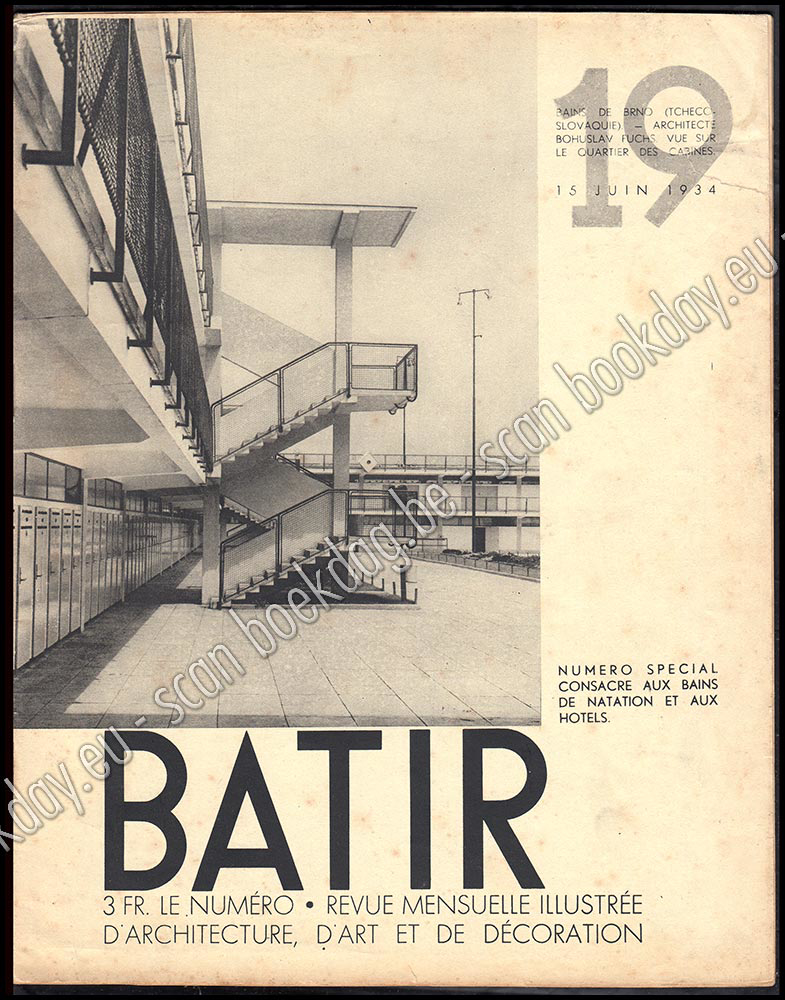 19
BAINS DE BRNO (TCHECO-
SLOVAQUIE) — ARCHITECTE
BOHUSLAV FUCHS. VUE SUR
LE QUARTIER DES CABINES.
15 JUIN 1934
NUMERO SPECIAL
CONSACRE AUX BAINS
DE NATATION ET AUX
HOTELS.
BATIR
3 FR. LE NUMÉRO • REVUE MENSUELLE ILLUSTRÉE
D'ARCHITECTURE, D'ART ET DE DÉCORATION
bookday.eu - scan boekdag.be - scan bookday.eu -